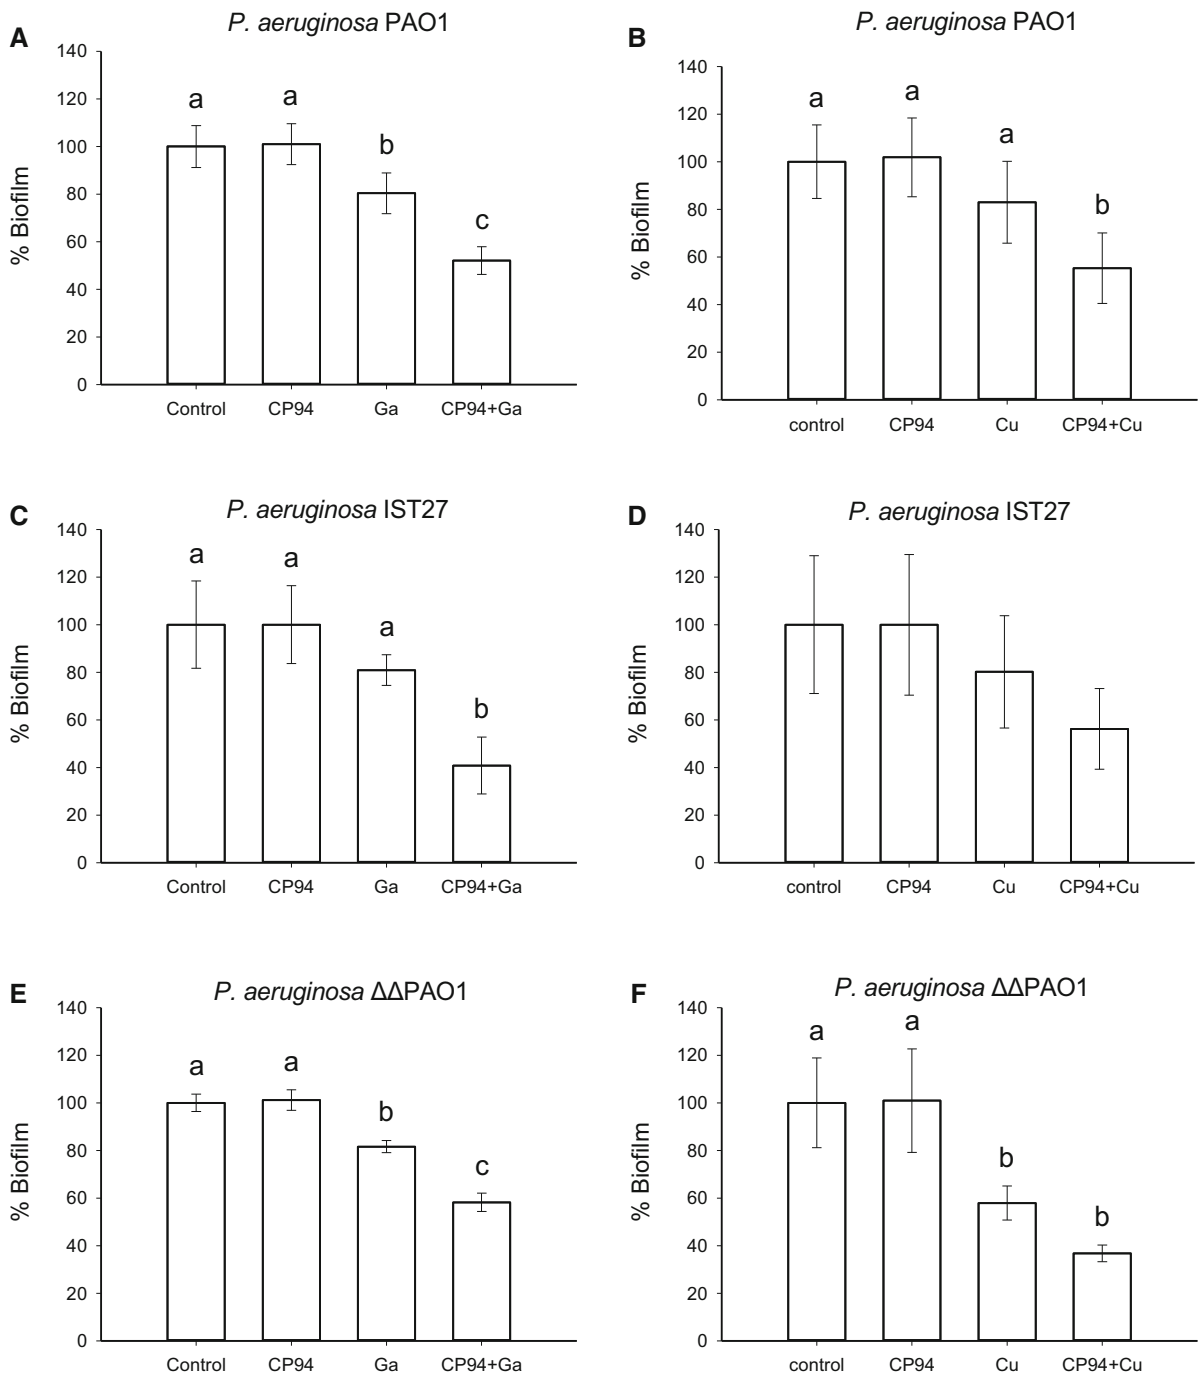 A
P. aeruginosa PAO1
140
120
100
80
60
40
20
0
% Biofilm
a
a
b
c
Control
CP94
Ga
CP94+Ga
B
P. aeruginosa PAO1
140
120
100
80
60
40
20
0
% Biofilm
a
a
a
b
control
CP94
Cu
CP94+Cu
C
P. aeruginosa IST27
140
120
100
80
60
40
20
0
% Biofilm
a
a
a
b
Control
CP94
Ga
CP94+Ga
D
P. aeruginosa IST27
140
120
100
80
60
40
20
0
% Biofilm
control
CP94
Cu
CP94+Cu
E
P. aeruginosa ΔΔPAO1
140
120
100
80
60
40
20
0
% Biofilm
a
a
b
c
Control
CP94
Ga
CP94+Ga
F
P. aeruginosa ΔΔPAO1
140
120
100
80
60
40
20
0
% Biofilm
a
a
b
b
control
CP94
Cu
CP94+Cu